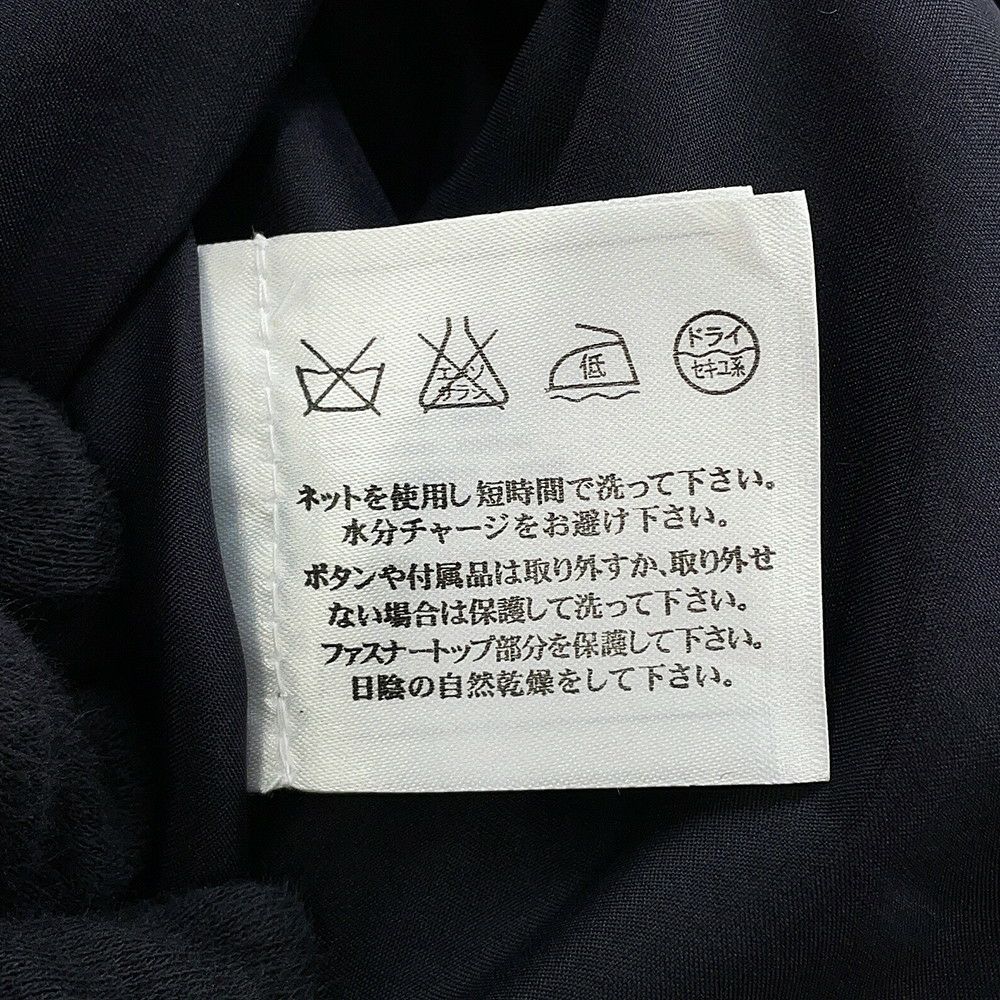 エンソ
サラシ
低
ドライ
セキユ系
ネットを使用し短時間で洗って下さい。
水分チャージをお避け下さい。
ボタンや付属品は取り外すか、取り外せ
ない場合は保護して洗って下さい。
ファスナートップ部分を保護して下さい。
日陰の自然乾燥をして下さい。